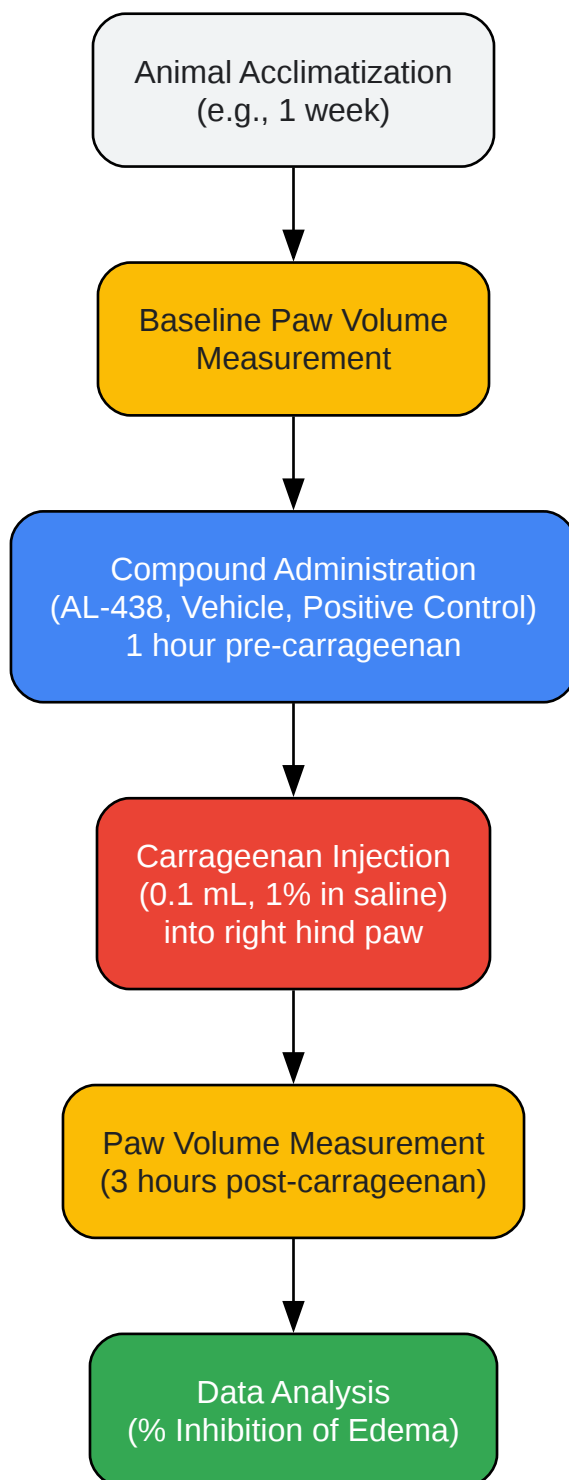 Animal Acclimatization
(e.g., 1 week)
Baseline Paw Volume
Measurement
Compound Administration
(AL-438, Vehicle, Positive Control)
1 hour pre-carrageenan
Carrageenan Injection
(0.1 mL, 1% in saline)
into right hind paw
Paw Volume Measurement
(3 hours post-carrageenan)
Data Analysis
(% Inhibition of Edema)